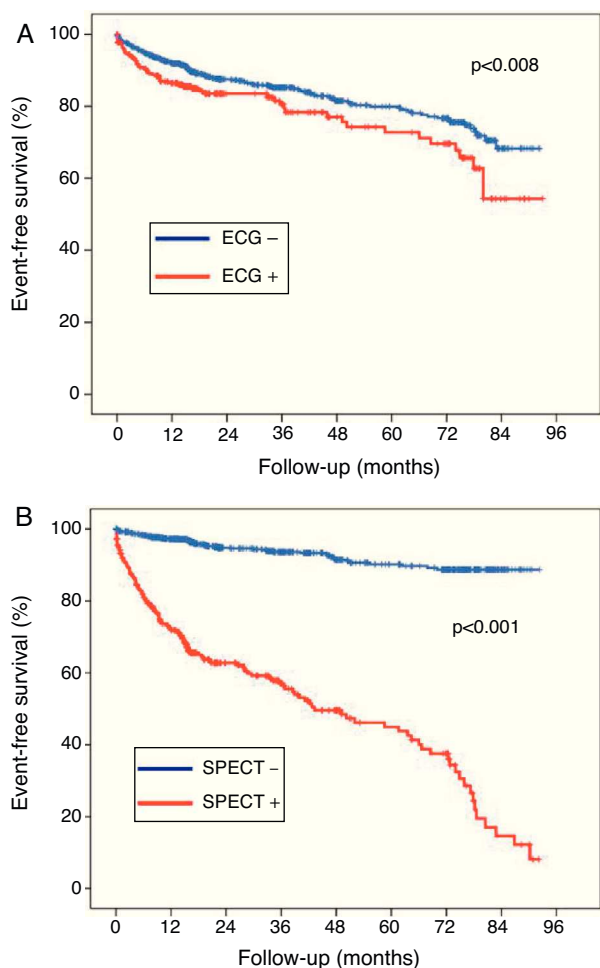 A
Event-free survival (%)
100
80
60
40
20
0
p<0.008
ECG –
ECG +
0 12 24 36 48 60 72 84 96
Follow-up (months)
B
Event-free survival (%)
100
80
60
40
20
0
p<0.001
SPECT –
SPECT +
0 12 24 36 48 60 72 84 96
Follow-up (months)